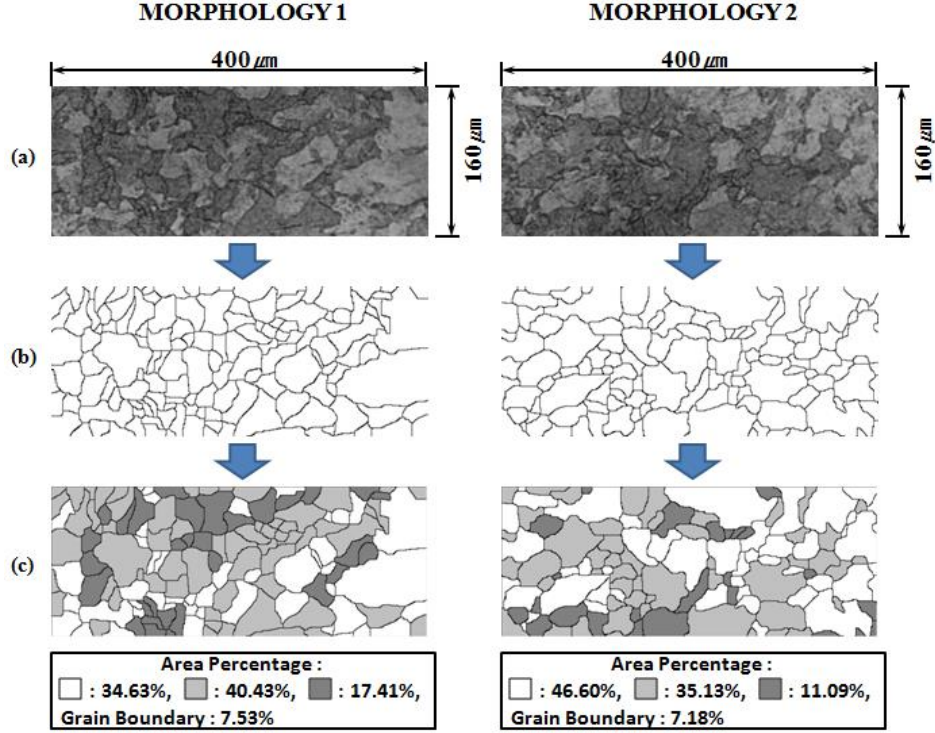 MORPHOLOGY 1
MORPHOLOGY 2
400㎛
400㎛
(a)
160㎛
160㎛
(b)
(c)
Area Percentage :
: 34.63%, : 40.43%, : 17.41%,
Grain Boundary : 7.53%
Area Percentage :
: 46.60%, : 35.13%, : 11.09%,
Grain Boundary : 7.18%